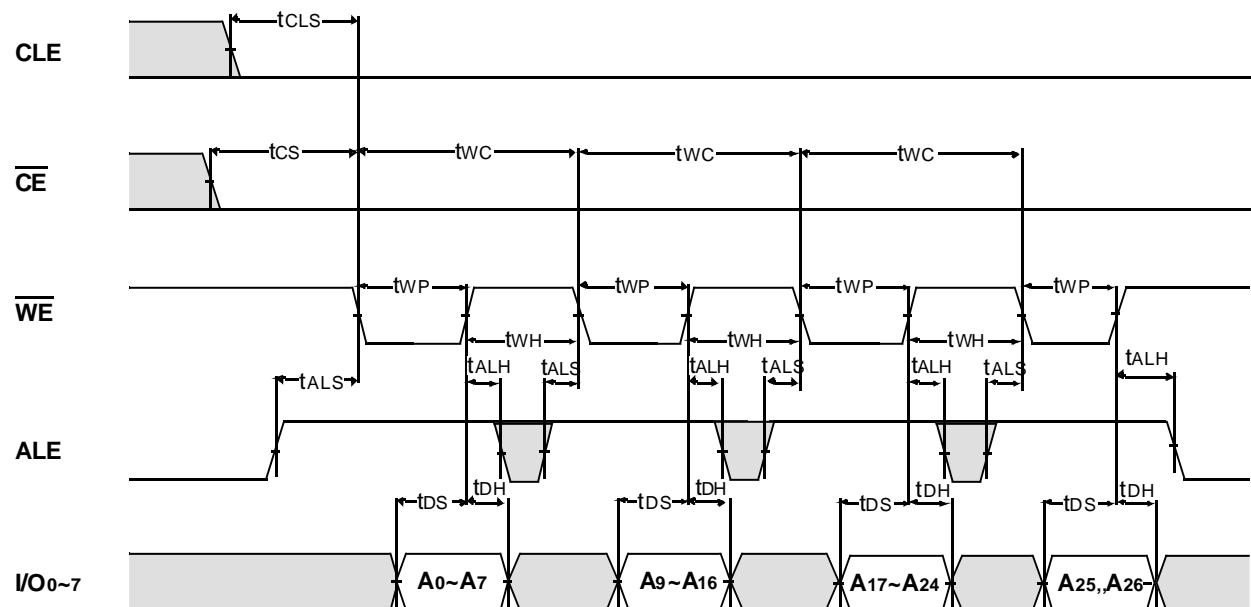 CLE
tCLS
CE
tCS
tWC
tWC
tWC
WE
tWP
tWP
tWP
tWP
tWH
tWH
tWH
tALS
tALH
tALS
tALH
tALS
tALH
tALS
tALH
ALE
tDS
tDH
tDS
tDH
tDS
tDH
tDS
tDH
I/O0~7
A0~A7
A9~A16
A17~A24
A25,,A26